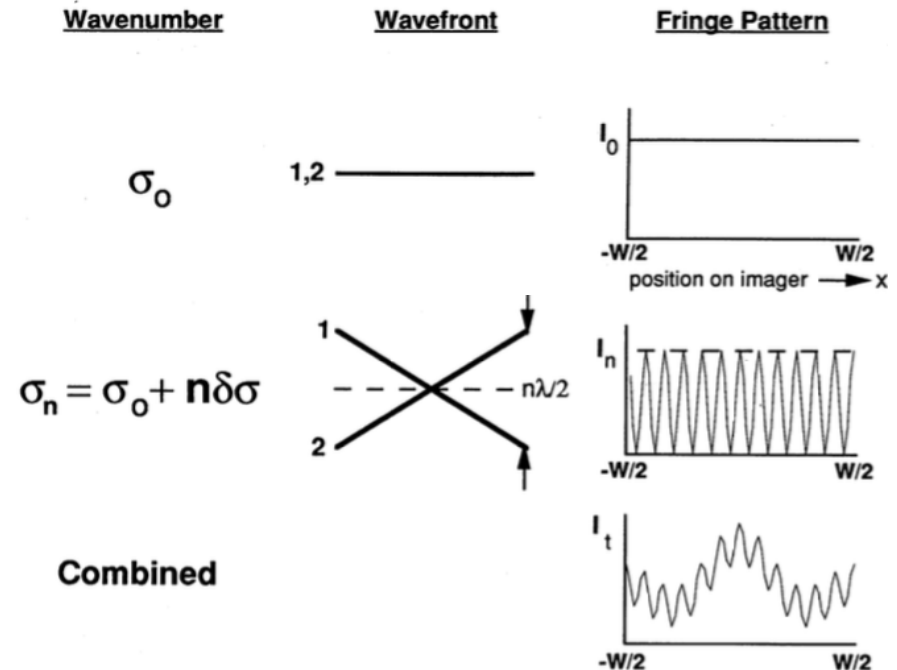 Wavenumber Wavefront Fringe Pattern
I₀
σₒ 1,2
-W/2 W/2
position on imager x
1
Iₙ
σₙ = σₒ + nδσ nλ/2
2
-W/2 W/2
Iₜ
Combined
-W/2 W/2